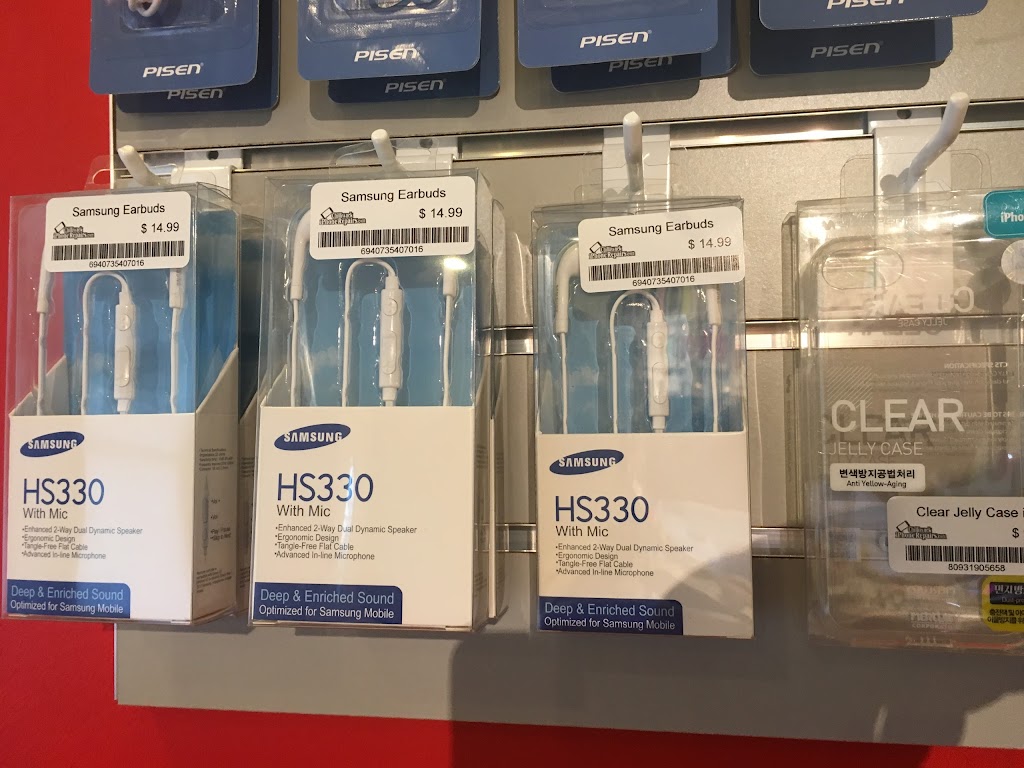 PISEN
PISEN
PISEN
PISEN
PISEN
PISEN
PISEN
Samsung Earbuds
$ 14.99
6940735407016
SAMSUNG
HS330
With Mic
•Enhanced 2-Way Dual Dynamic Speaker
•Ergonomic Design
•Tangle-Free Flat Cable
•Advanced In-line Microphone
Deep & Enriched Sound
Optimized for Samsung Mobile
Samsung Earbuds
$ 14.99
6940735407016
SAMSUNG
HS330
With Mic
•Enhanced 2-Way Dual Dynamic Speaker
•Ergonomic Design
•Tangle-Free Flat Cable
•Advanced In-line Microphone
Deep & Enriched Sound
Optimized for Samsung Mobile
Samsung Earbuds
$ 14.99
6940735407016
SAMSUNG
HS330
With Mic
•Enhanced 2-Way Dual Dynamic Speaker
•Ergonomic Design
•Tangle-Free Flat Cable
•Advanced In-line Microphone
Deep & Enriched Sound
Optimized for Samsung Mobile
iPho
CLEAR
JELLY CASE
변색방지공법처리
Anti Yellow-Aging
Clear Jelly Case i
$
80931905658